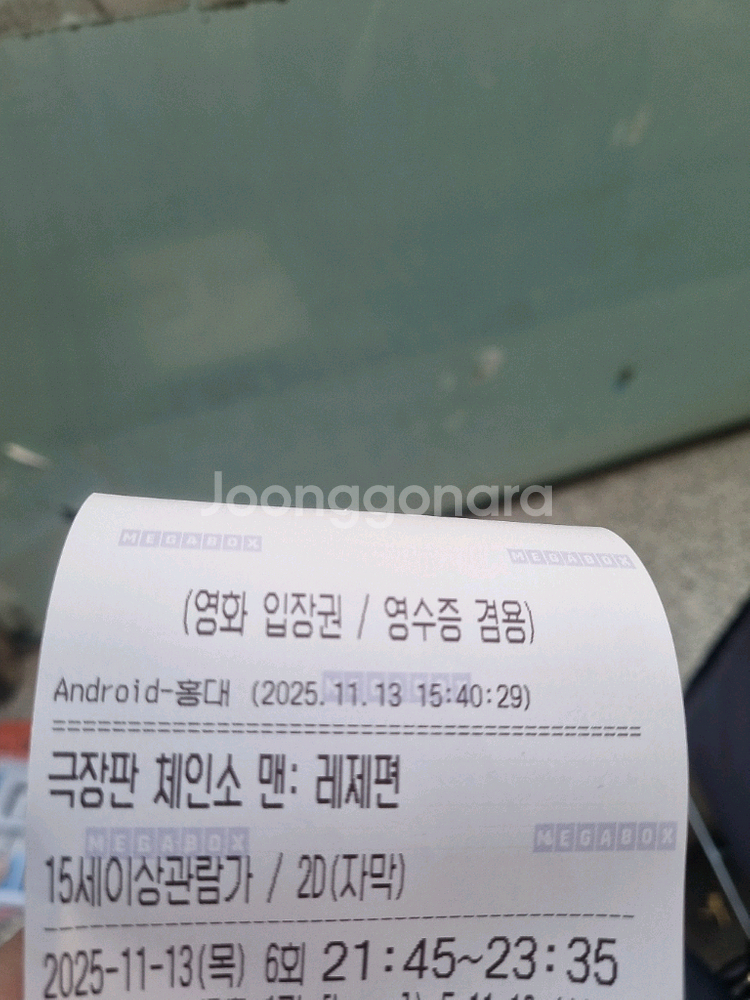 Joonggonara
MEGABOX
MEGABOX
(영화 입장권 / 영수증 겸용)
Android-홍대 (2025.11.13 15:40:29)
극장판 체인소 맨: 레제편
MEGABOX
MEGABOX
15세이상관람가 / 2D(자막)
2025-11-13(목) 6회 21:45~23:35